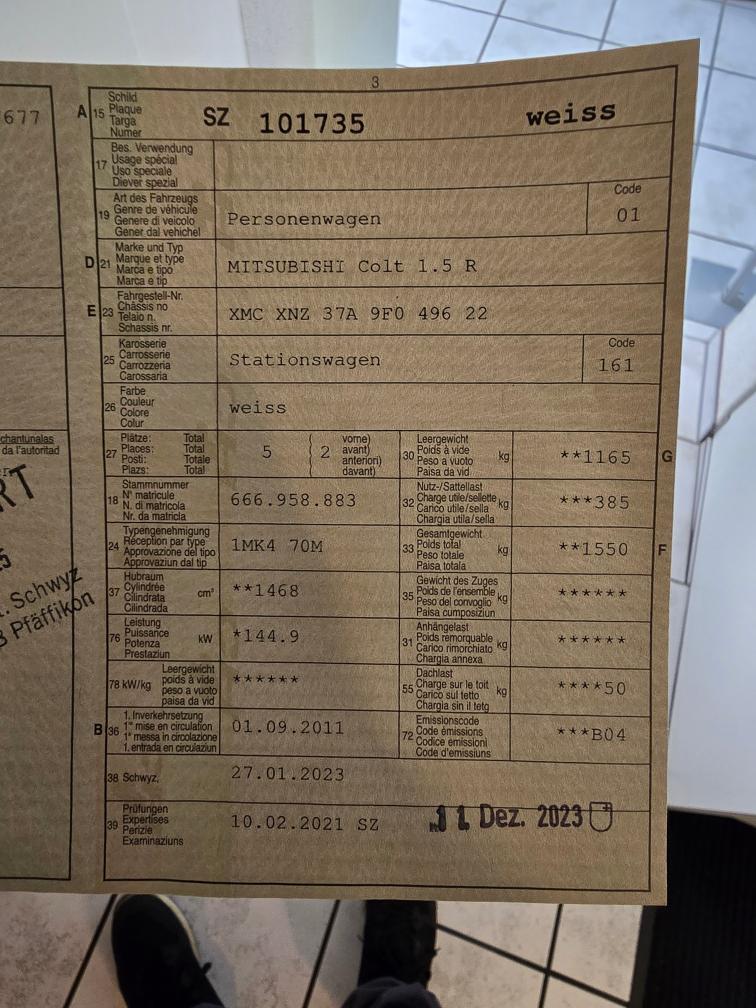 3
677
A 15 Schild
Plaque
Targa
Numer
SZ 101735 weiss
17 Bes. Verwendung
Usage spécial
Uso speciale
Diever spezial
19 Art des Fahrzeugs
Genre de véhicule
Genere di veicolo
Gener dal vehichel
Personenwagen
Code
01
D 21 Marke und Typ
Marque et type
Marca e tipo
Marca e tip
MITSUBISHI Colt 1.5 R
E 23 Fahrgestell-Nr.
Châssis no
Telaio n.
Schassis nr.
XMC XNZ 37A 9F0 496 22
25 Karosserie
Carrosserie
Carrozzeria
Carossaria
Stationswagen
Code
161
26 Farbe
Couleur
Colore
Colur
weiss
27 Plätze: Total
Places: Total
Posti: Totale
Plazs: Total
5 ( 2 vorne)
avant)
anteriori)
davant)
30 Leergewicht
Poids à vide
Peso a vuoto
Paisa da vid
kg
**1165 G
18 Stammnummer
N° matricule
N. di matricola
Nr. da matricla
666.958.883
32 Nutz-/Sattellast
Charge utile/sellette
Carico utile/sella
Chargia utila/sella
kg
***385
24 Typengenehmigung
Réception par type
Approvazione del tipo
Approvaziun dal tip
1MK4 70M
33 Gesamtgewicht
Poids total
Peso totale
Paisa totala
kg
**1550 F
37 Hubraum
Cylindrée
Cilindrata
Cilindrada
cm³
**1468
35 Gewicht des Zuges
Poids de l'ensemble
Peso del convoglio
Paisa cumposiziun
kg
******
76 Leistung
Puissance
Potenza
Prestaziun
kW
*144.9
31 Anhängelast
Poids remorquable
Carico rimorchiato
Chargia annexa
kg
******
78 kW/kg Leergewicht
poids à vide
peso a vuoto
paisa da vid
******
55 Dachlast
Charge sur le toit
Carico sul tetto
Chargia sin il tetg
kg
****50
B 36 1. Inverkehrsetzung
1re mise en circulation
1a messa in circolazione
1. entrada en circulaziun
01.09.2011
72 Emissionscode
Code émissions
Codice emissioni
Code d'emissiuns
***B04
38 Schwyz,
27.01.2023
39 Prüfungen
Expertises
Perizie
Examinaziuns
10.02.2021 SZ
11 Dez. 2023
chantunalas
da l'autoritad
RT
. Schwyz
Pfäffikon